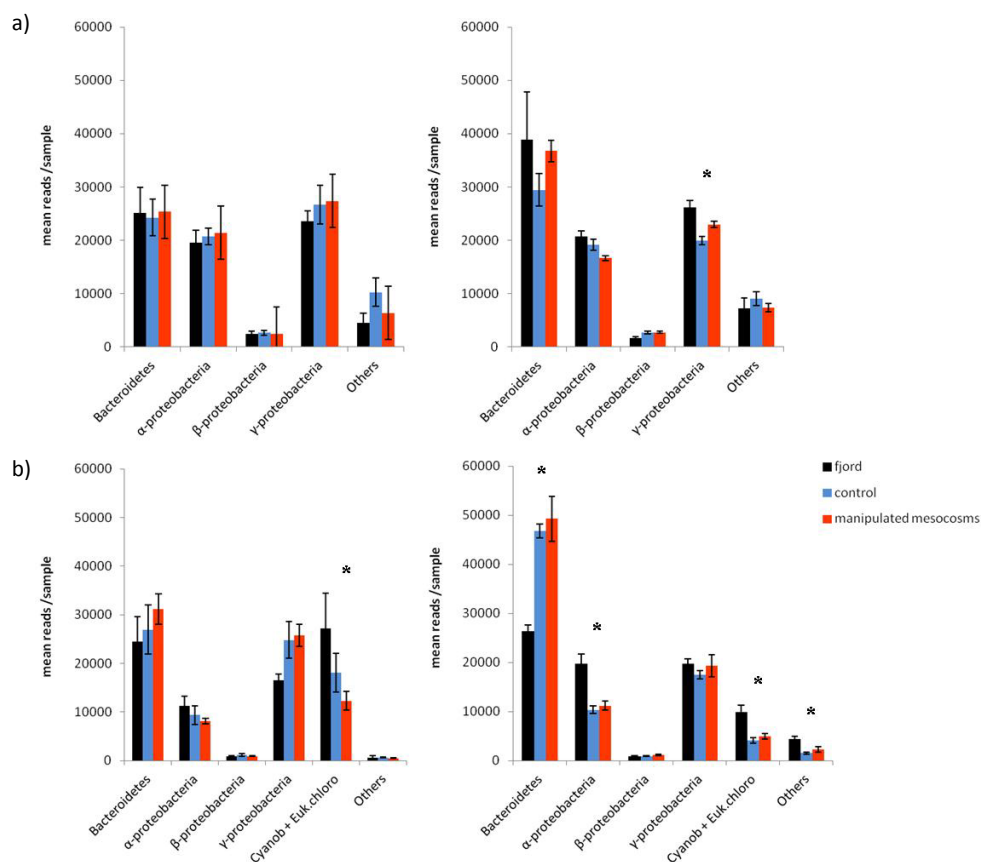 a)
mean reads /sample
60000
50000
40000
30000
20000
10000
0
Bacteroidetes
α-proteobacteria
β-proteobacteria
γ-proteobacteria
Others
mean reads /sample
60000
50000
40000
30000
20000
10000
0
*
Bacteroidetes
α-proteobacteria
β-proteobacteria
γ-proteobacteria
Others
b)
mean reads /sample
60000
50000
40000
30000
20000
10000
0
*
Bacteroidetes
α-proteobacteria
β-proteobacteria
γ-proteobacteria
Cyanob + Euk.chloro
Others
mean reads /sample
60000
50000
40000
30000
20000
10000
0
*
*
*
*
Bacteroidetes
α-proteobacteria
β-proteobacteria
γ-proteobacteria
Cyanob + Euk.chloro
Others
fjord
control
manipulated mesocosms